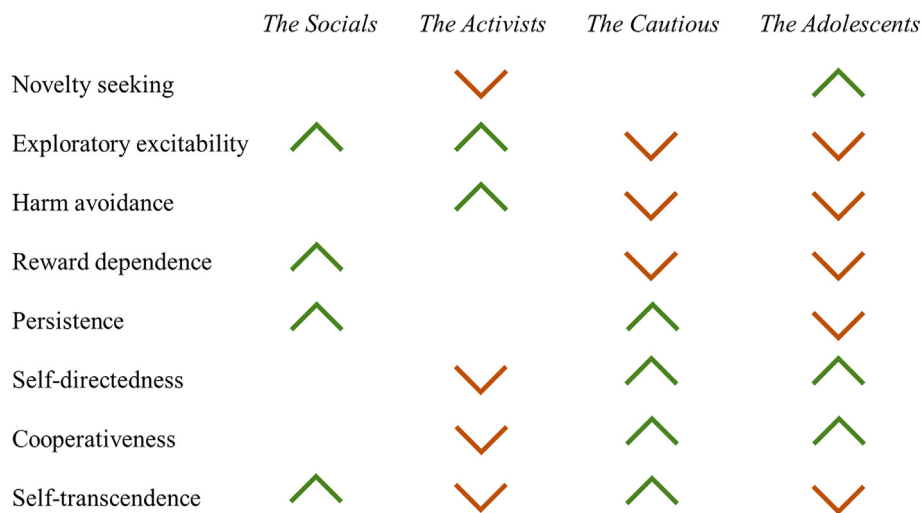 The Socials The Activists The Cautious The Adolescents
Novelty seeking
Exploratory excitability
Harm avoidance
Reward dependence
Persistence
Self-directedness
Cooperativeness
Self-transcendence